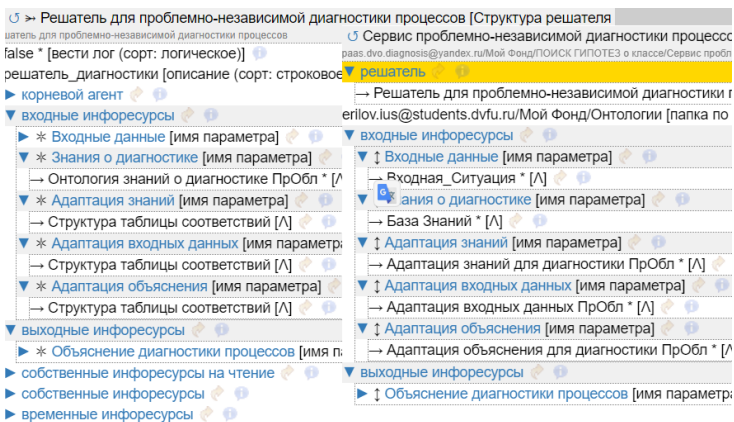 Решатель для проблемно-независимой диагностики процессов [Структура решателя
шатель для проблемно-независимой диагностики процессов
false * [вести лог (сорт: логическое)]
решатель_диагностики [описание (сорт: строковое
корневой агент
входные инфоресурсы
Входные данные [имя параметра]
Знания о диагностике [имя параметра]
→ Онтология знаний о диагностике ПрОбл * [/\
Адаптация знаний [имя параметра]
→ Структура таблицы соответствий [/\]
Адаптация входных данных [имя параметра
→ Структура таблицы соответствий [/\]
Адаптация объяснения [имя параметра]
→ Структура таблицы соответствий [/\]
выходные инфоресурсы
Объяснение диагностики процессов [имя п
собственные инфоресурсы на чтение
собственные инфоресурсы
временные инфоресурсы
Сервис проблемно-независимой диагностики процессо
paas.dvo.diagnosis@yandex.ru/Мой Фонд/ПОИСК ГИПОТЕЗ о классе/Сервис пробл
решатель
→ Решатель для проблемно-независимой диагностики п
erilov.ius@students.dvfu.ru/Мой Фонд/Онтологии [папка по
входные инфоресурсы
Входные данные [имя параметра]
→ Входная_Ситуация * [/\]
ания о диагностике [имя параметра]
→ База Знаний * [/\]
Адаптация знаний [имя параметра]
→ Адаптация знаний для диагностики ПрОбл * [/\]
Адаптация входных данных [имя параметра]
→ Адаптация входных данных ПрОбл * [/\]
Адаптация объяснения [имя параметра]
→ Адаптация объяснения для диагностики ПрОбл * [/\
выходные инфоресурсы
Объяснение диагностики процессов [имя параметра